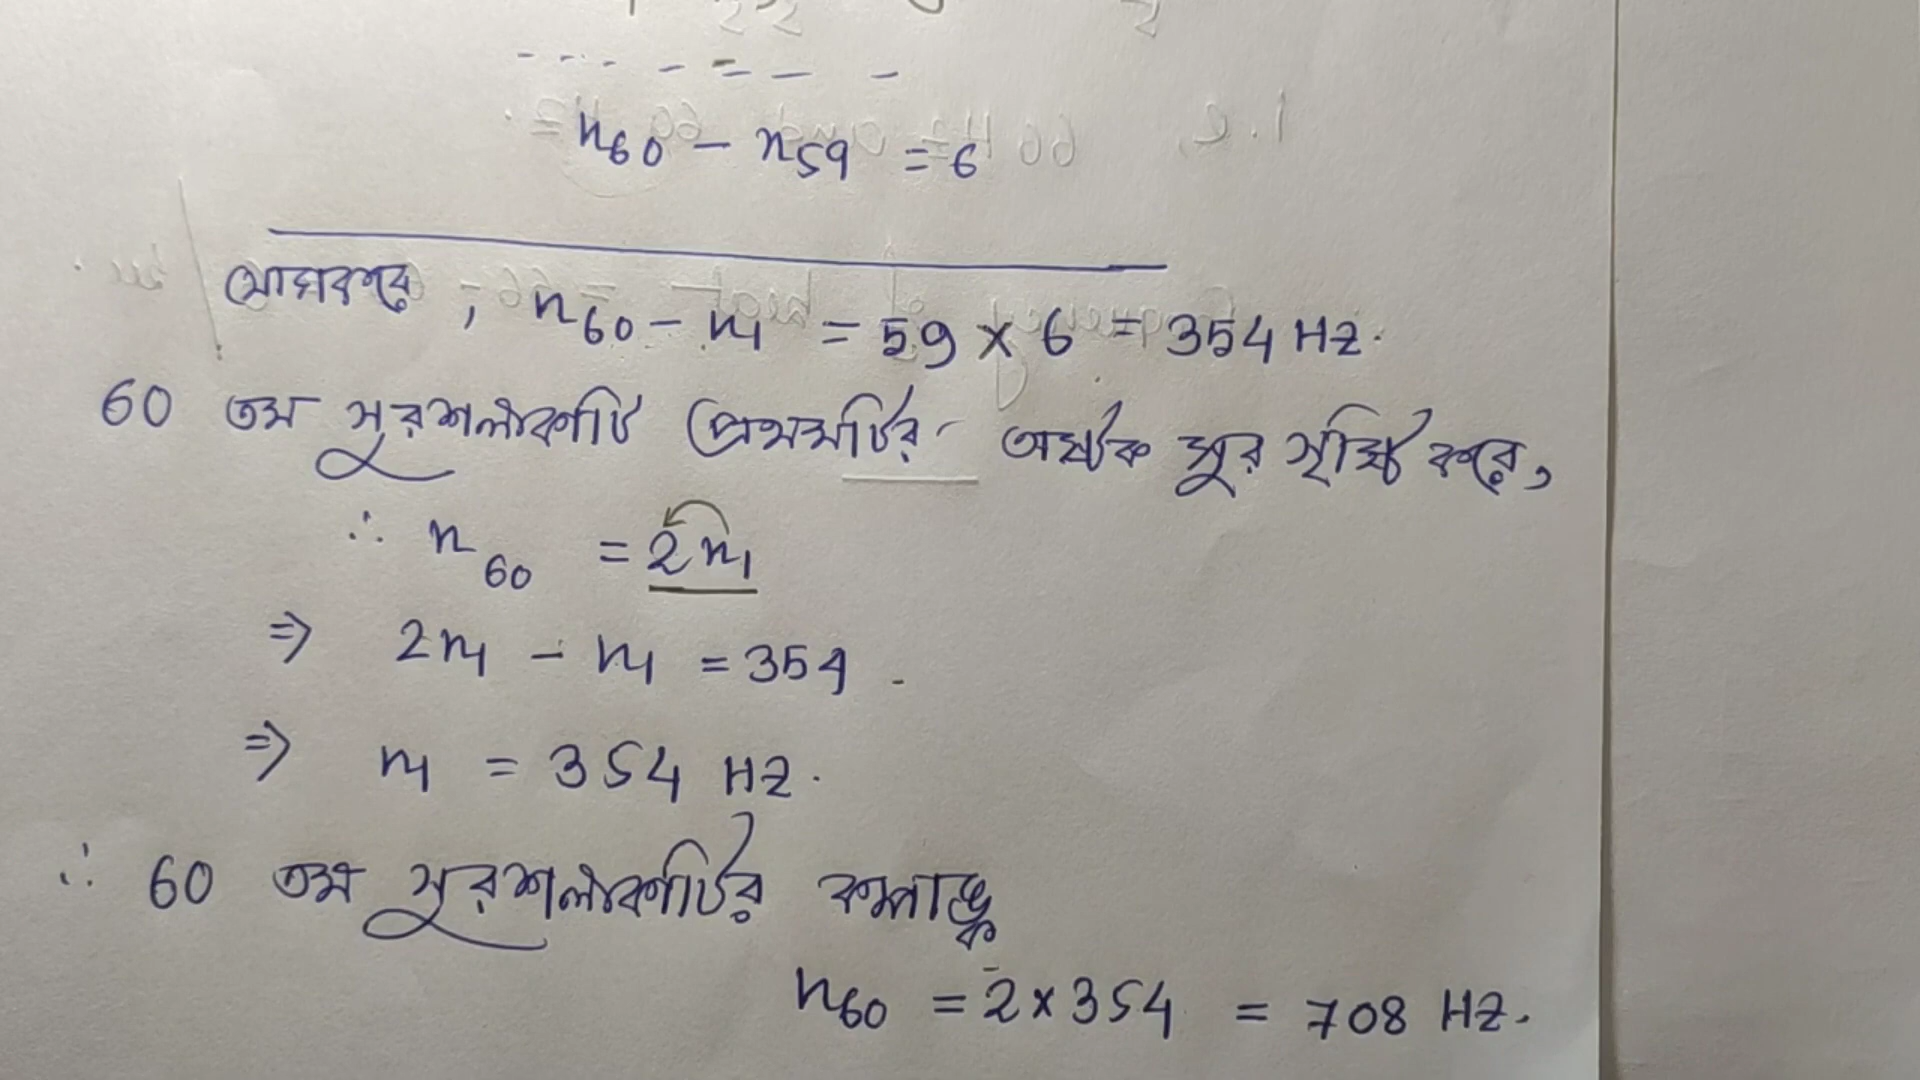 n₆₀ - n₅₉ = 6
যোগকরে, n₆₀ - n₁ = 59 × 6 = 354 Hz.
60 তম সুরশলাকাটি প্রথমটির অষ্টক সুর সৃষ্টি করে,
∴ n₆₀ = 2n₁
⇒ 2n₁ - n₁ = 354.
⇒ n₁ = 354 Hz.
∴ 60 তম সুরশলাকাটির কম্পাঙ্ক
n₆₀ = 2 × 354 = 708 Hz.